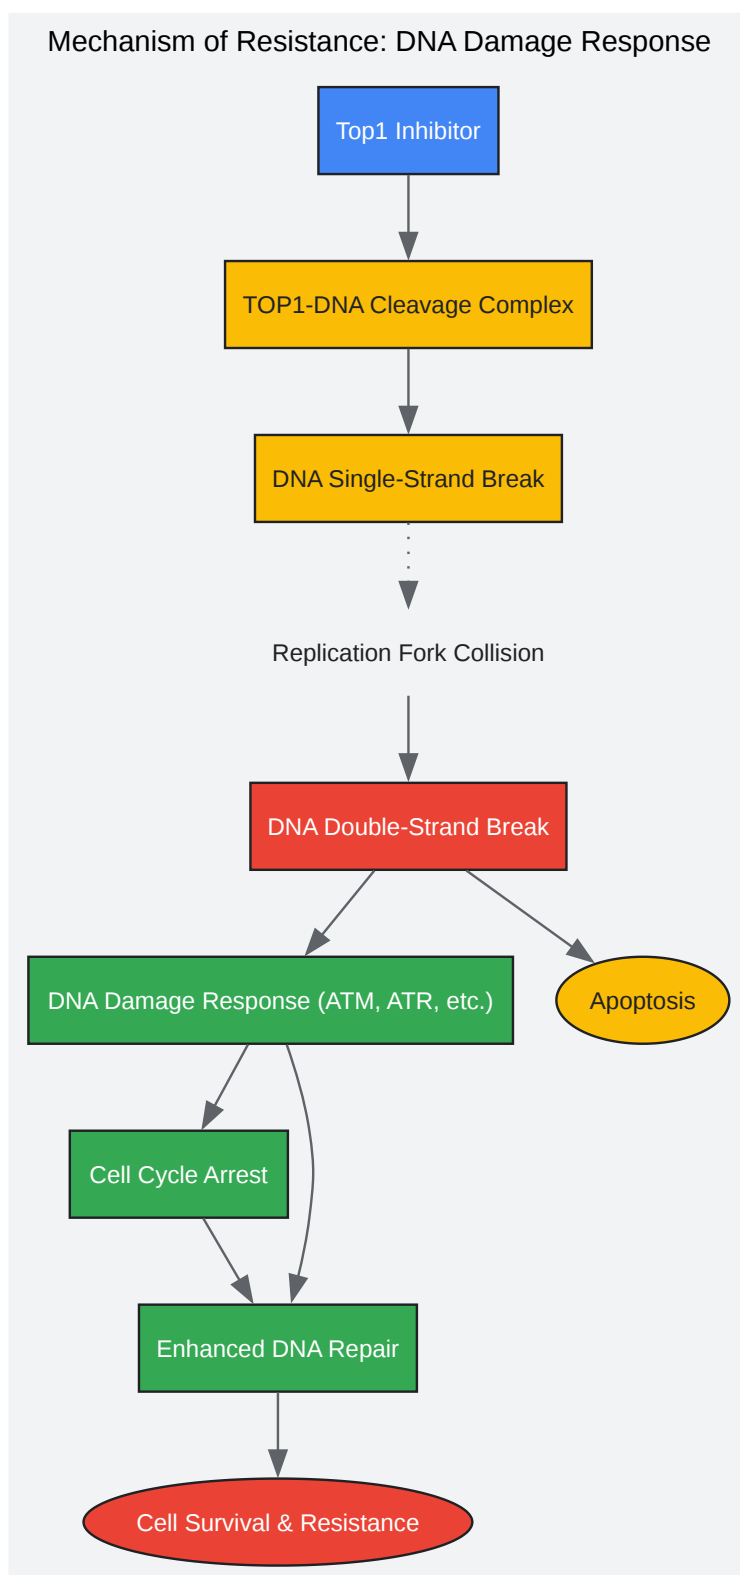 Mechanism of Resistance: DNA Damage Response
Top1 Inhibitor
TOP1-DNA Cleavage Complex
DNA Single-Strand Break
Replication Fork Collision
DNA Double-Strand Break
DNA Damage Response (ATM, ATR, etc.)
Apoptosis
Cell Cycle Arrest
Enhanced DNA Repair
Cell Survival & Resistance